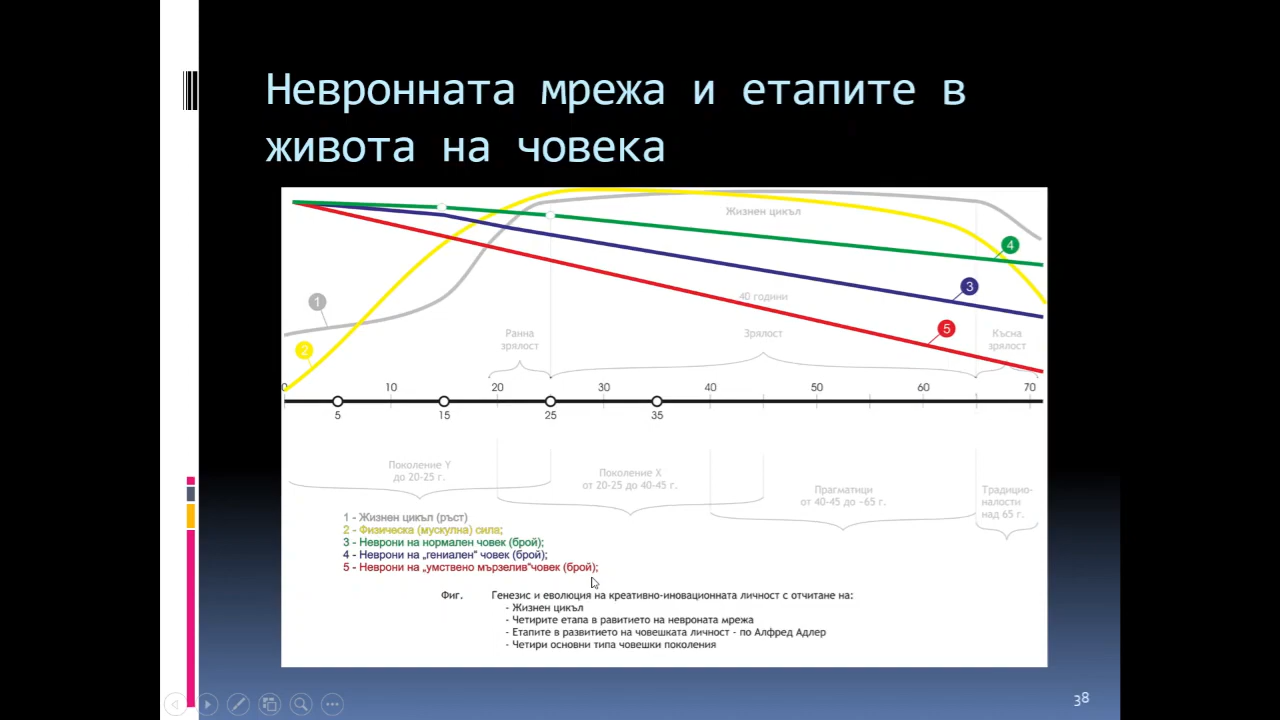 Невронната мрежа и етапите в
живота на човека
Жизнен цикъл
4
3
40 години
1
5
Ранна
зрялост
Зрялост
Късна
зрялост
2
0 10 20 30 40 50 60 70
5 15 25 35
Поколение Y
до 20-25 г.
Поколение X
от 20-25 до 40-45 г.
Прагматици
от 40-45 до ~65 г.
Традицио-
налости
над 65 г.
1 - Жизнен цикъл (ръст)
2 - Физическа (мускулна) сила;
3 - Неврони на нормален човек (брой);
4 - Неврони на „гениален“ човек (брой);
5 - Неврони на „умствено мързелив“човек (брой);
Фиг. Генезис и еволюция на креативно-иновационната личност с отчитане на:
- Жизнен цикъл
- Четирите етапа в равитието на невроната мрежа
- Етапите в развитието на човешката личност - по Алфред Адлер
- Четири основни типа човешки поколения
38